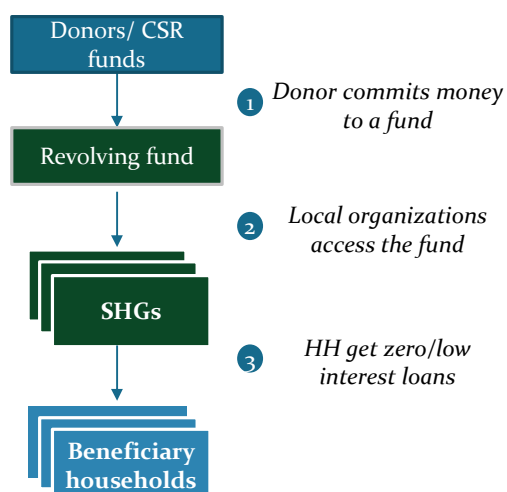 Donors/ CSR
funds
1 Donor commits money
to a fund
Revolving fund
2 Local organizations
access the fund
SHGs
3 HH get zero/low
interest loans
Beneficiary
households